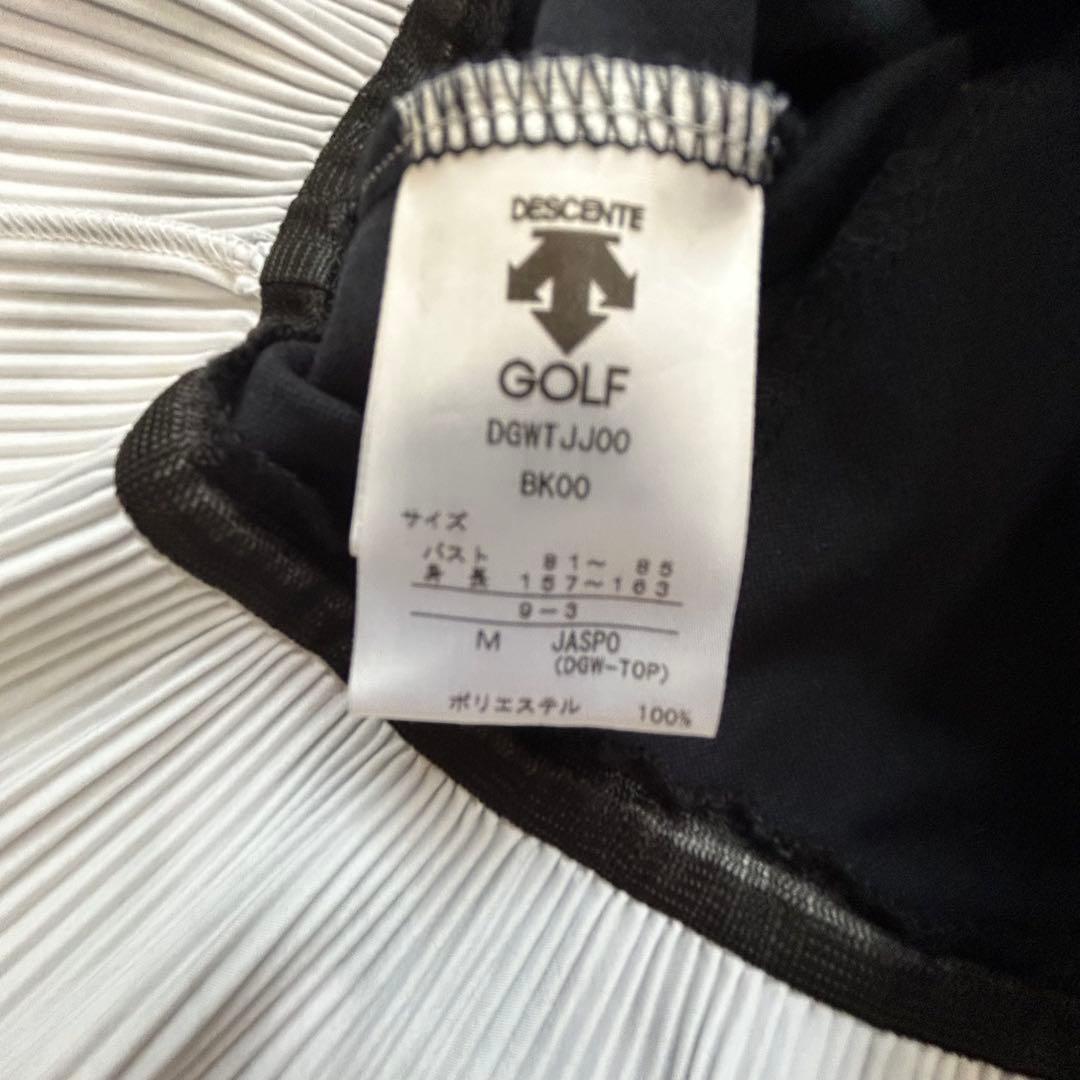 DESCENTE
GOLF
DGWTJJ00
BK00
サイズ
バスト 81〜 85
身長 157〜163
9-3
M JASPO
(DGW-TOP)
ポリエステル 100%